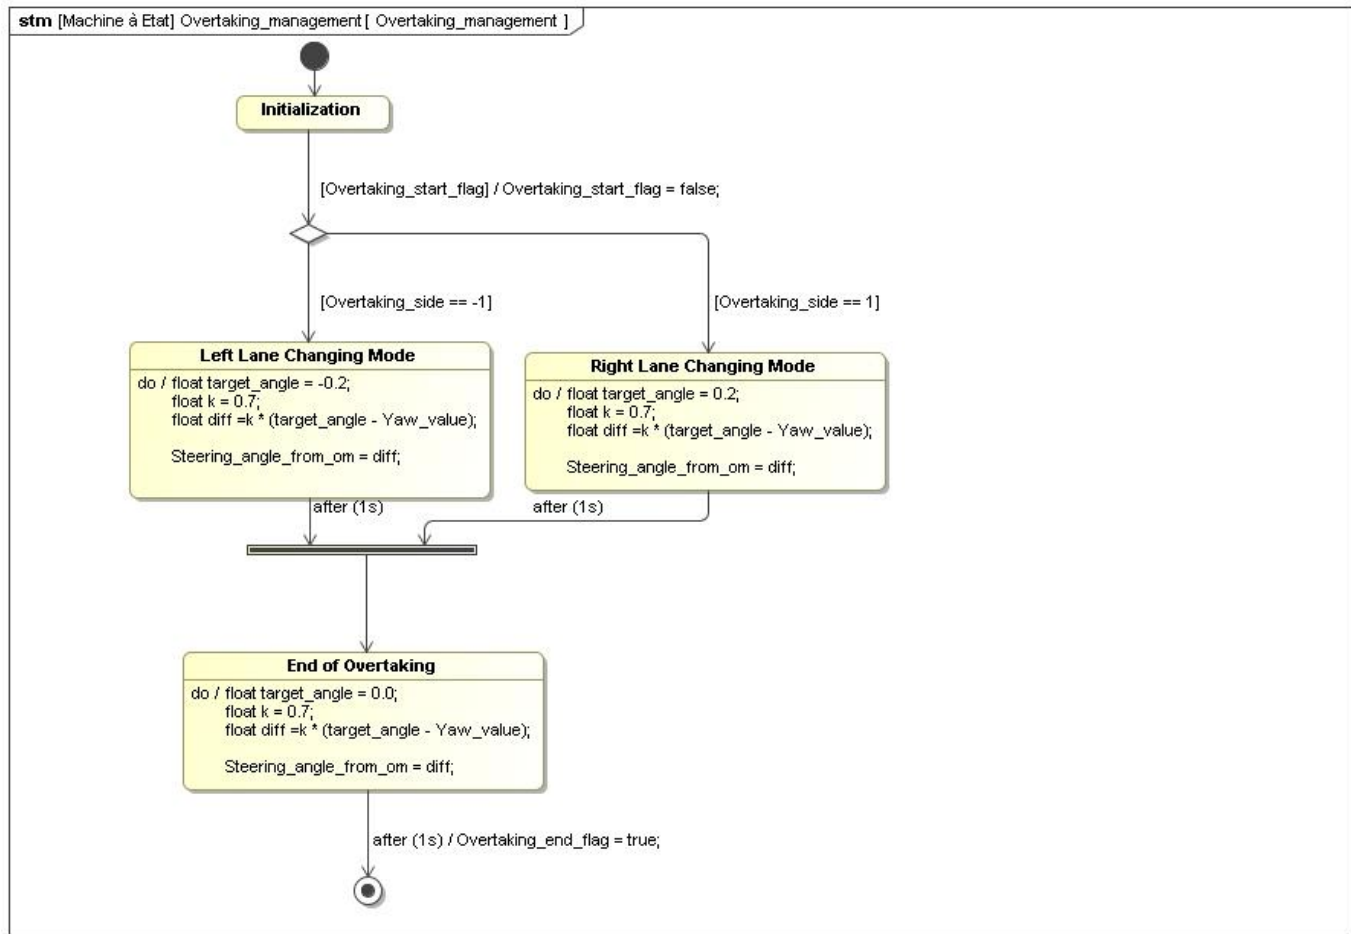 stm [Machine à Etat] Overtaking_management [ Overtaking_management ]
Initialization
[Overtaking_start_flag] / Overtaking_start_flag = false;
[Overtaking_side == -1]
[Overtaking_side == 1]
Left Lane Changing Mode
do / float target_angle = -0.2;
float k = 0.7;
float diff =k * (target_angle - Yaw_value);
Steering_angle_from_om = diff;
Right Lane Changing Mode
do / float target_angle = 0.2;
float k = 0.7;
float diff =k * (target_angle - Yaw_value);
Steering_angle_from_om = diff;
after (1s)
after (1s)
End of Overtaking
do / float target_angle = 0.0;
float k = 0.7;
float diff =k * (target_angle - Yaw_value);
Steering_angle_from_om = diff;
after (1s) / Overtaking_end_flag = true;